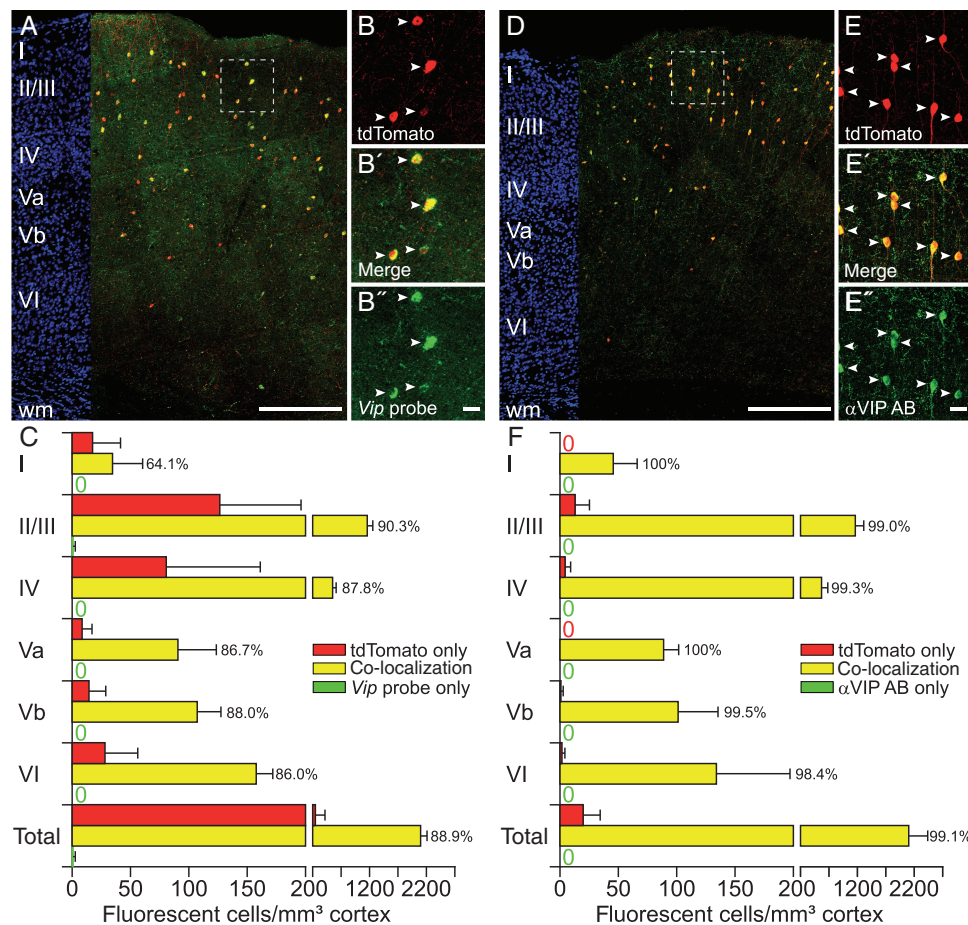 A
I
II/III
IV
Va
Vb
VI
wm
B
tdTomato
B′
Merge
B″
Vip probe
D
I
II/III
IV
Va
Vb
VI
wm
E
tdTomato
E′
Merge
E″
αVIP AB
C
I
64.1%
0
II/III
90.3%
IV
87.8%
0
Va
86.7%
0
Vb
88.0%
0
VI
86.0%
0
Total
88.9%
tdTomato only
Co-localization
Vip probe only
0 50 100 150 200 200 1200 2200
Fluorescent cells/mm³ cortex
F
0
I
100%
0
II/III
99.0%
0
IV
99.3%
0
0
Va
100%
0
Vb
99.5%
0
VI
98.4%
0
Total
99.1%
0
tdTomato only
Co-localization
αVIP AB only
0 50 100 150 200 200 1200 2200
Fluorescent cells/mm³ cortex